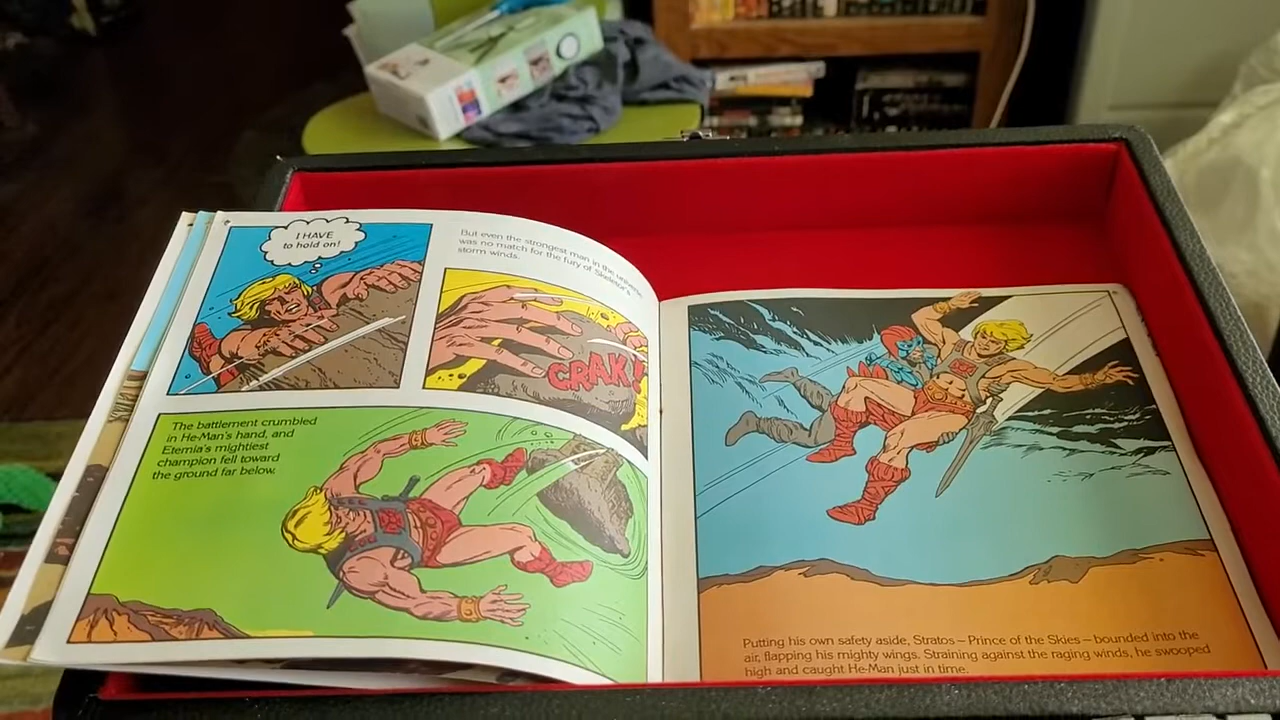 I HAVE
to hold on!
But even the strongest man in the universe
was no match for the fury of Skeletor's
storm winds.
CRAK!
The battlement crumbled
in He-Man's hand, and
Eternia's mightiest
champion fell toward
the ground far below.
Putting his own safety aside, Stratos – Prince of the Skies – bounded into the
air, flapping his mighty wings. Straining against the raging winds, he swooped
high and caught He-Man just in time.